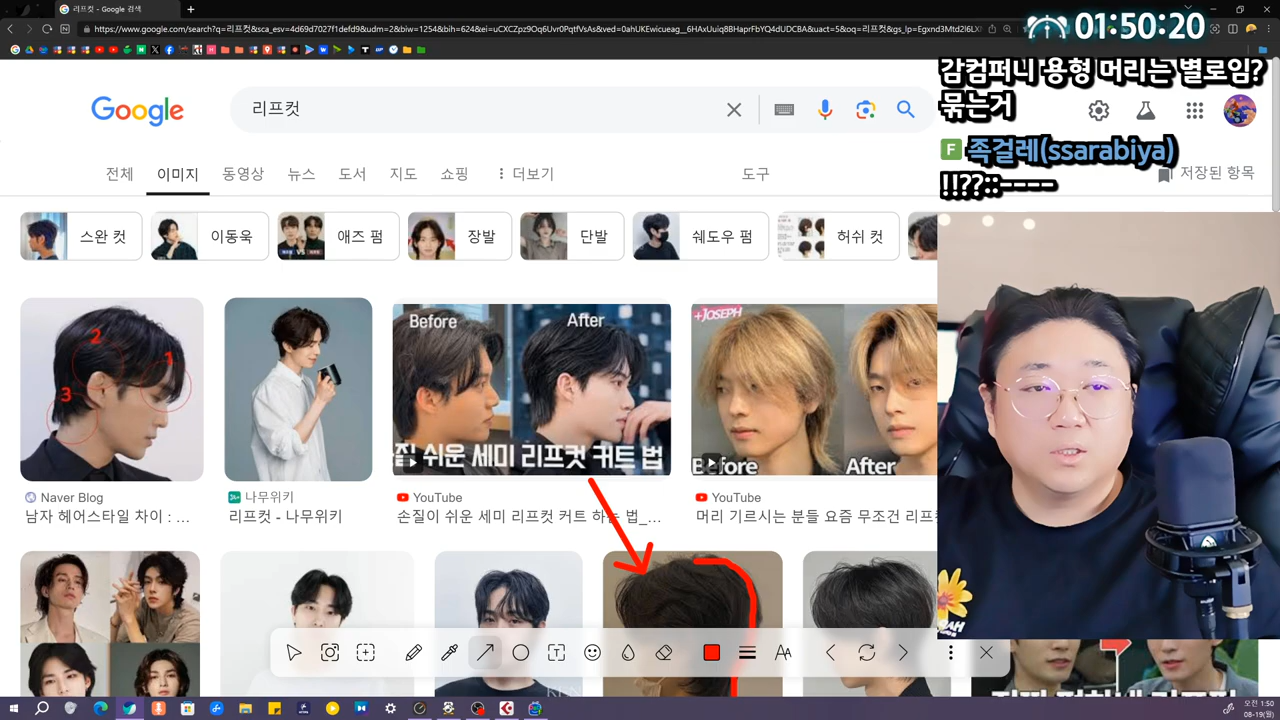 리프컷 - Google 검색
01:50:20
감컴퍼니 용형 머리는 별로임?
묶는거
F 족걸레(ssarabiya)
!!??::----
Google
리프컷
전체 이미지 동영상 뉴스 도서 지도 쇼핑 더보기 도구 저장된 항목
스완 컷 이동욱 애즈 펌 장발 단발 쉐도우 펌 허쉬 컷
2
1
3
Before After
질 쉬운 세미 리프컷 커트 법
+JOSEPH
Before After
Naver Blog
남자 헤어스타일 차이 : ...
나무위키
리프컷 - 나무위키
YouTube
손질이 쉬운 세미 리프컷 커트 하는 법_...
YouTube
머리 기르시는 분들 요즘 무조건 리프컷
오전 1:50
08-19(월)